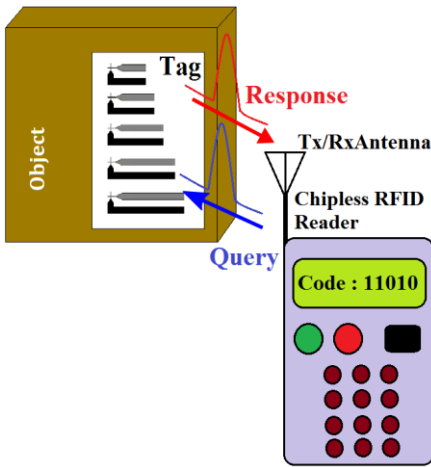 Tag
Response
Object
Tx/RxAntenna
Chipless RFID
Reader
Query
Code : 11010